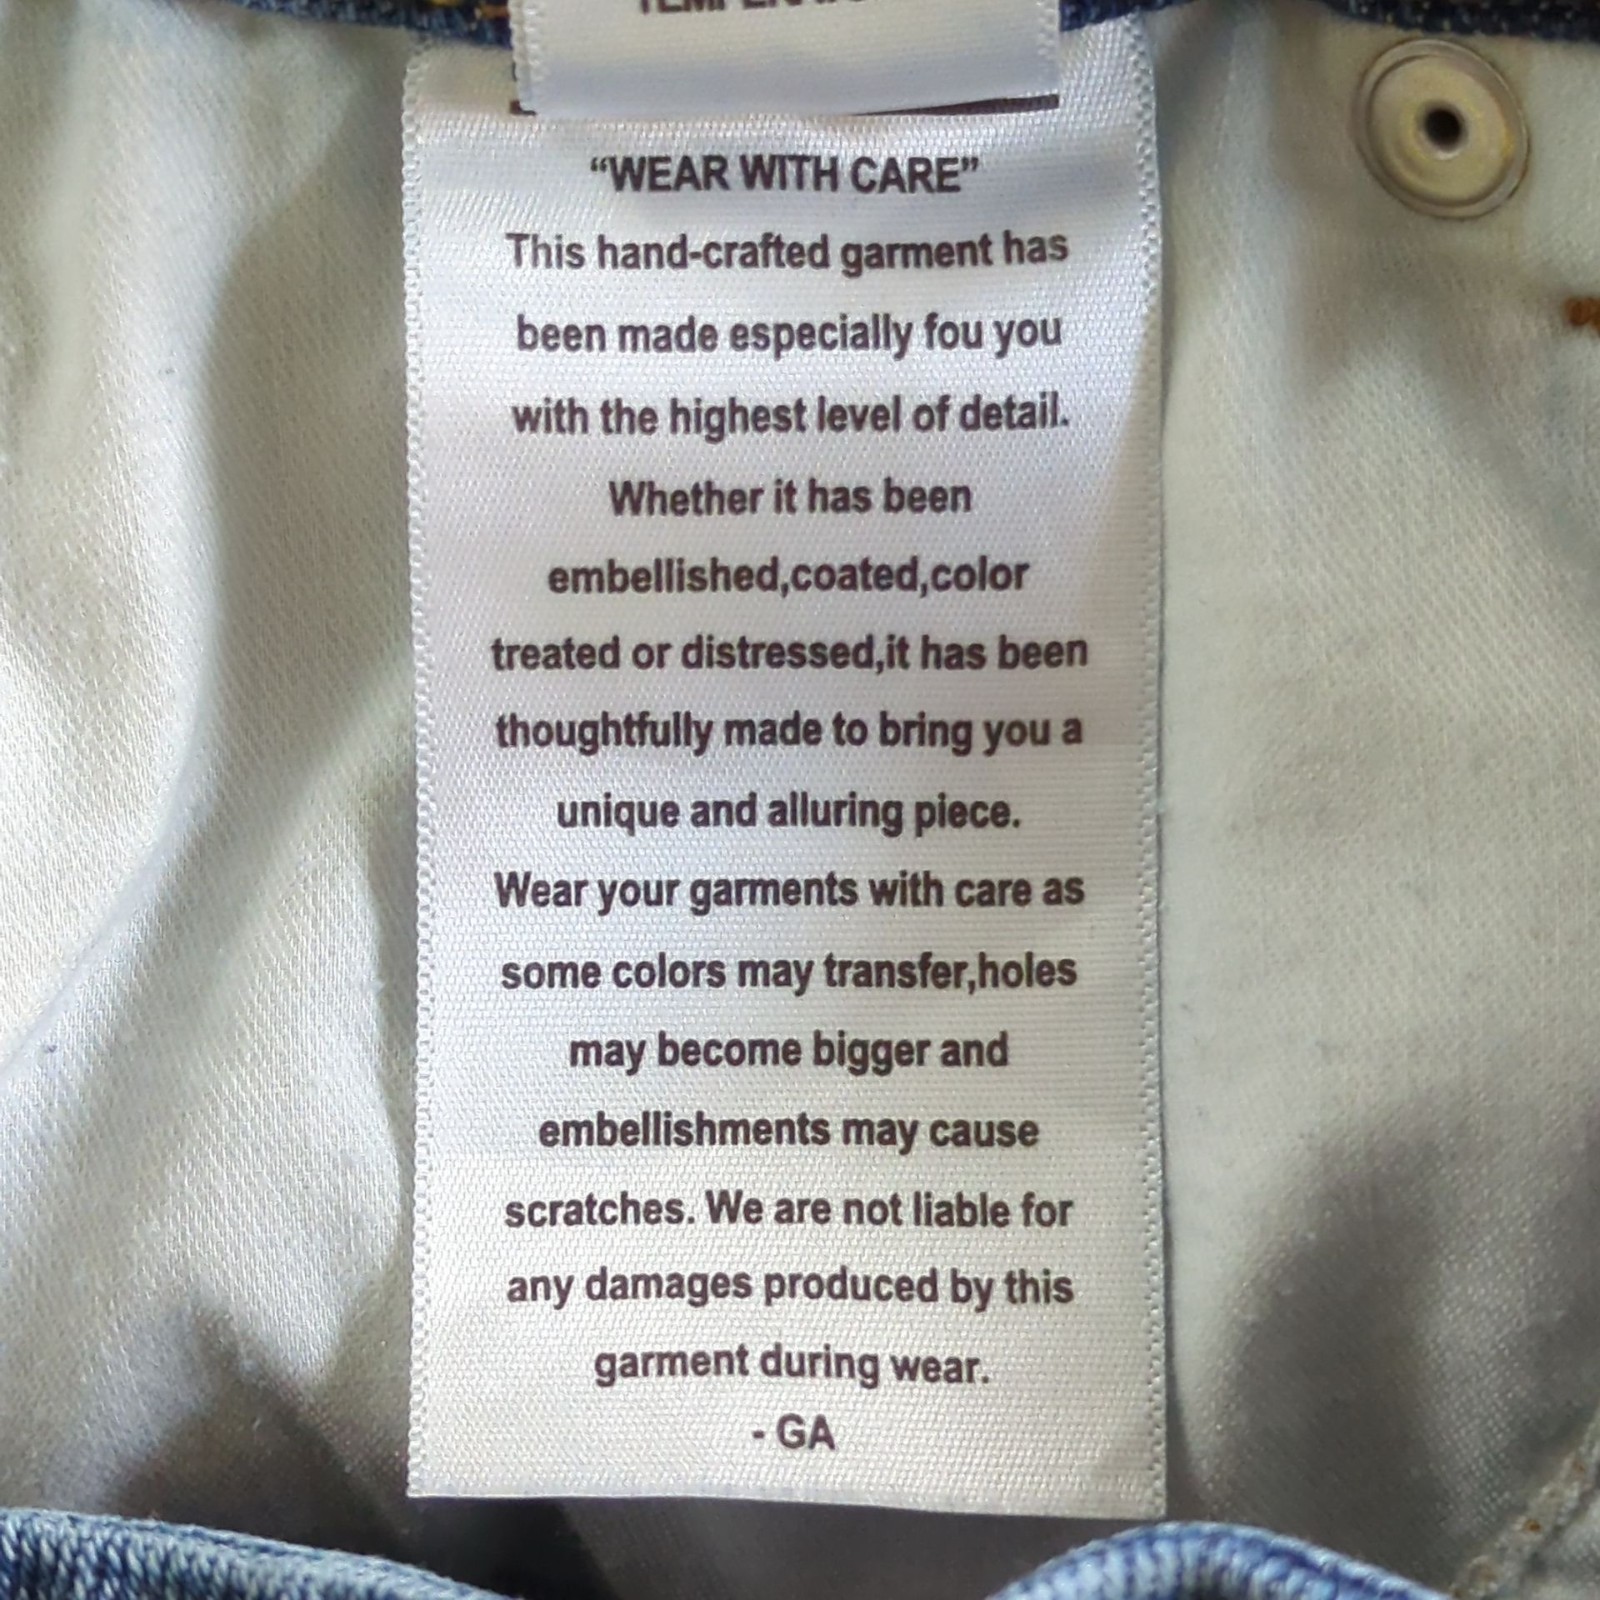 “WEAR WITH CARE”
This hand-crafted garment has
been made especially fou you
with the highest level of detail.
Whether it has been
embellished,coated,color
treated or distressed,it has been
thoughtfully made to bring you a
unique and alluring piece.
Wear your garments with care as
some colors may transfer,holes
may become bigger and
embellishments may cause
scratches. We are not liable for
any damages produced by this
garment during wear.
- GA